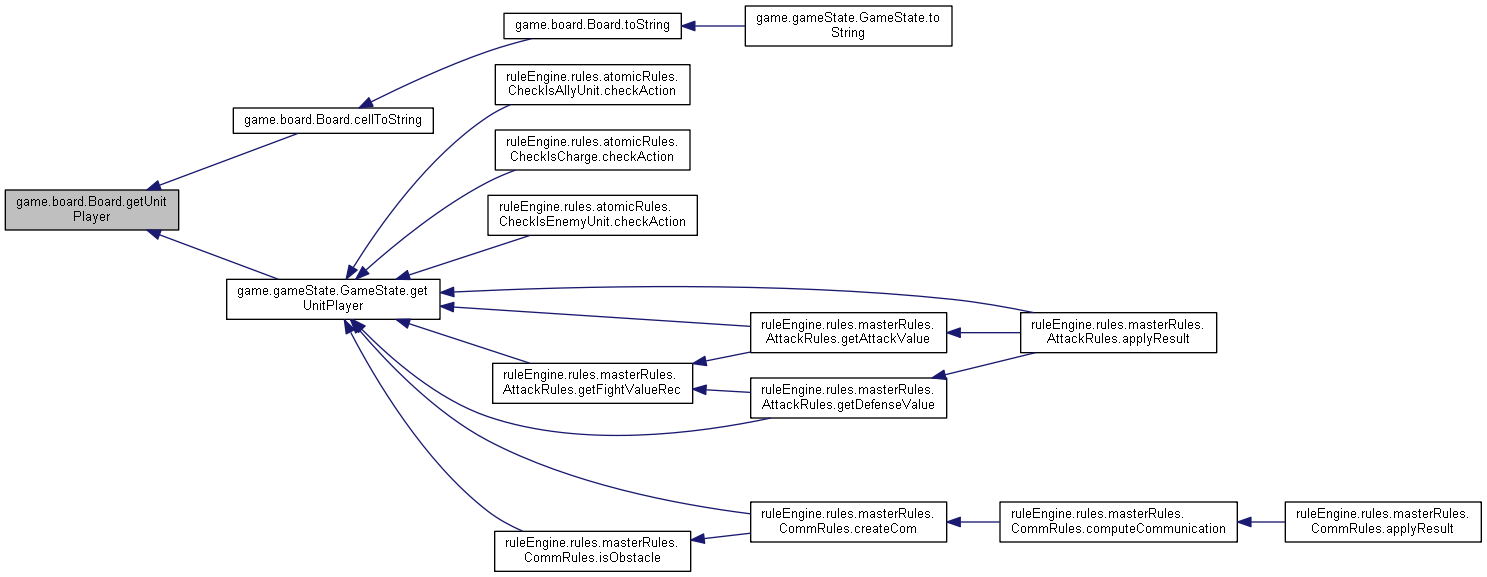 game.board.Board.toString
game.gameState.GameState.to
String
ruleEngine.rules.atomicRules.
CheckIsAllyUnit.checkAction
game.board.Board.cellToString
ruleEngine.rules.atomicRules.
CheckIsCharge.checkAction
game.board.Board.getUnit
Player
ruleEngine.rules.atomicRules.
CheckIsEnemyUnit.checkAction
game.gameState.GameState.get
UnitPlayer
ruleEngine.rules.masterRules.
AttackRules.getAttackValue
ruleEngine.rules.masterRules.
AttackRules.applyResult
ruleEngine.rules.masterRules.
AttackRules.getFightValueRec
ruleEngine.rules.masterRules.
AttackRules.getDefenseValue
ruleEngine.rules.masterRules.
CommRules.createCom
ruleEngine.rules.masterRules.
CommRules.computeCommunication
ruleEngine.rules.masterRules.
CommRules.applyResult
ruleEngine.rules.masterRules.
CommRules.isObstacle